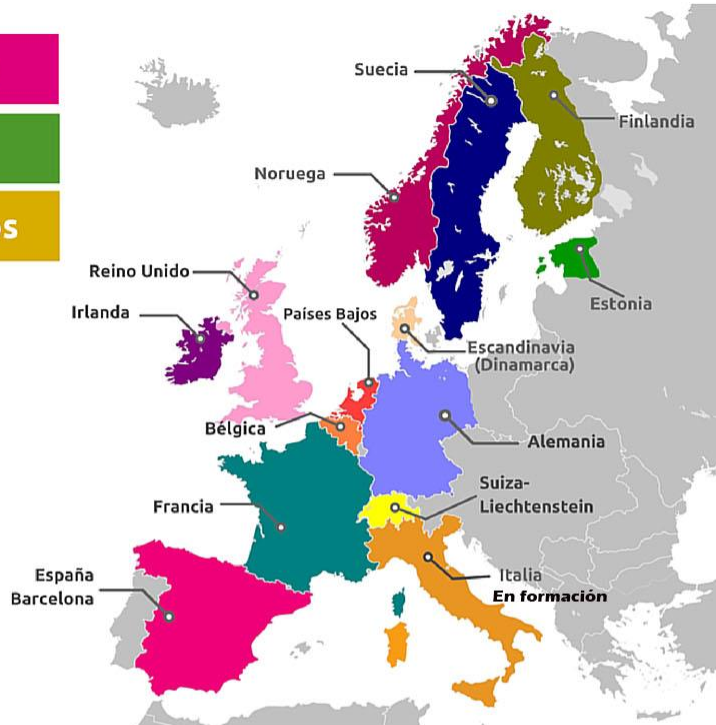 Suecia
Finlandia
Noruega
os
Reino Unido
Irlanda
Países Bajos
Estonia
Escandinavia
(Dinamarca)
Bélgica
Alemania
Suiza-
Liechtenstein
Francia
España
Barcelona
Italia
En formación